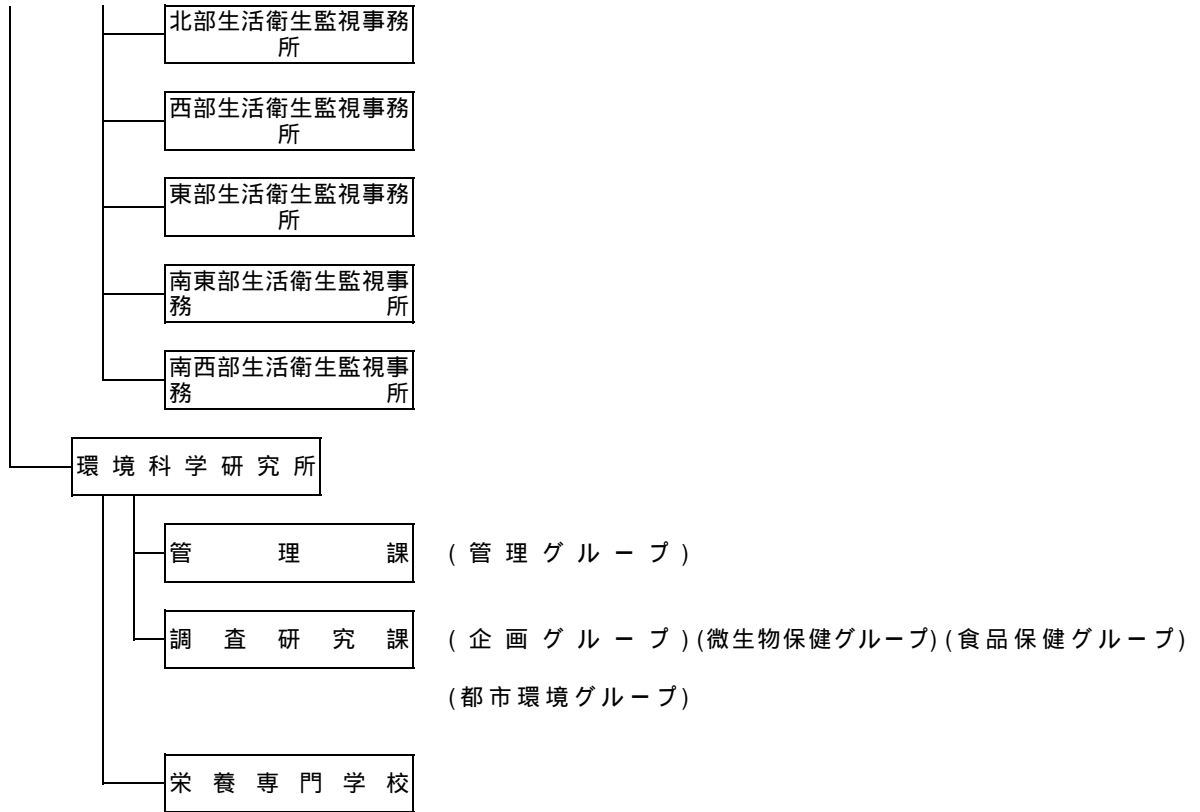 北部生活衛生監視事務
所
西部生活衛生監視事務
所
東部生活衛生監視事務
所
南東部生活衛生監視事
務所
南西部生活衛生監視事
務所
環境科学研究所
管理課 (管理グループ)
調査研究課 (企画グループ)(微生物保健グループ)(食品保健グループ)
(都市環境グループ)
栄養専門学校